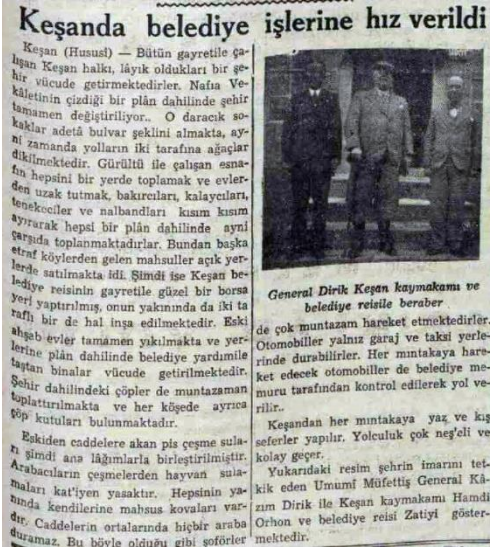 Keşanda belediye işlerine hız verildi
Keşan (Hususî) — Bütün gayretile ça-
lışan Keşan halkı, lâyık oldukları bir şe-
hir vücude getirmektedirler. Nafıa Ve-
kâletinin çizdiği bir plân dahilinde şehir
tamamen değiştiriliyor.. O daracık so-
kaklar adetâ bulvar şeklini almakta, ay-
ni zamanda yolların iki tarafına ağaçlar
dikilmektedir. Gürültü ile çalışan esna-
fın hepsini bir yerde toplamak ve evler-
den uzak tutmak, bakırcıları, kalaycıları,
tenekeciler ve nalbandları kısım kısım
ayırarak hepsi bir plân dahilinde ayni
çarşıda toplanmaktadırlar. Bundan başka
etraf köylerden gelen mahsuller açık yer-
lerde satılmakta idi. Şimdi ise Keşan be-
lediye reisinin gayretile güzel bir borsa
yeri yaptırılmış, onun yakınında da iki ta
raflı bir de hal inşa edilmektedir. Eski
ahşab evler tamamen yıkılmakta ve yer-
lerine plân dahilinde belediye yardımile
taştan binalar vücude getirilmektedir.
Şehir dahilindeki çöpler de muntazaman
toplattırılmakta ve her köşede ayrıca
çöp kutuları bulunmaktadır.
Eskiden caddelere akan pis çeşme sula-
rı şimdi ana lâğımlarla birleştirilmiştir.
Arabacıların çeşmelerden hayvan sula-
maları kat'iyen yasaktır. Hepsinin ya-
nında kendilerine mahsus kovaları var-
dır. Caddelerin ortalarında hiçbir araba
duramaz. Bu böyle olduğu gibi şoförler
General Dirik Keşan kaymakamı ve
belediye reisile beraber
de çok muntazam hareket etmektedirler.
Otomobiller yalnız garaj ve taksi yerle-
rinde durabilirler. Her mıntakaya hare-
ket edecek otomobiller de belediye me-
muru tarafından kontrol edilerek yol ve-
rilir..
Keşandan her mıntakaya yaz ve kış
seferler yapılır. Yolculuk çok neş'eli ve
kolay geçer.
Yukarıdaki resim şehrin imarını tet-
kik eden Umumî Müfettiş General Kâ-
zım Dirik ile Keşan kaymakamı Hamdi
Orhon ve belediye reisi Zatiyi göster-
mektedir.